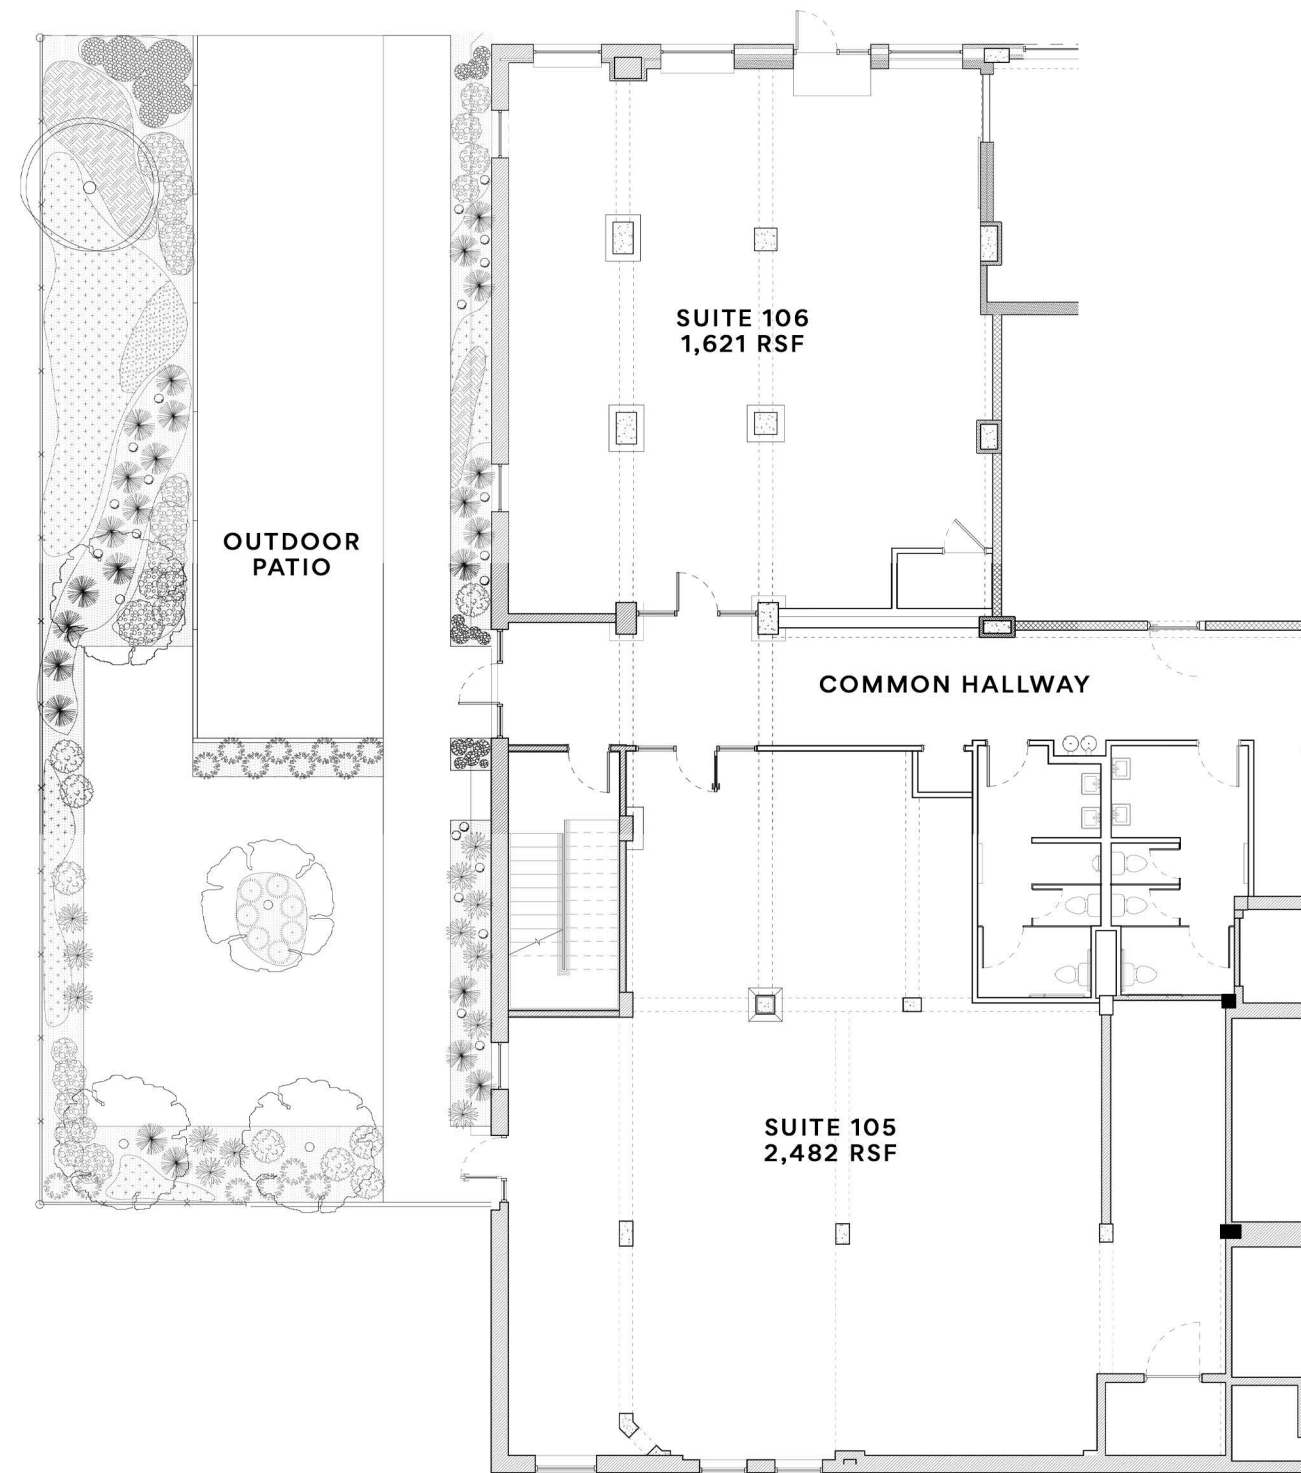 SUITE 106
1,621 RSF
OUTDOOR
PATIO
COMMON HALLWAY
SUITE 105
2,482 RSF